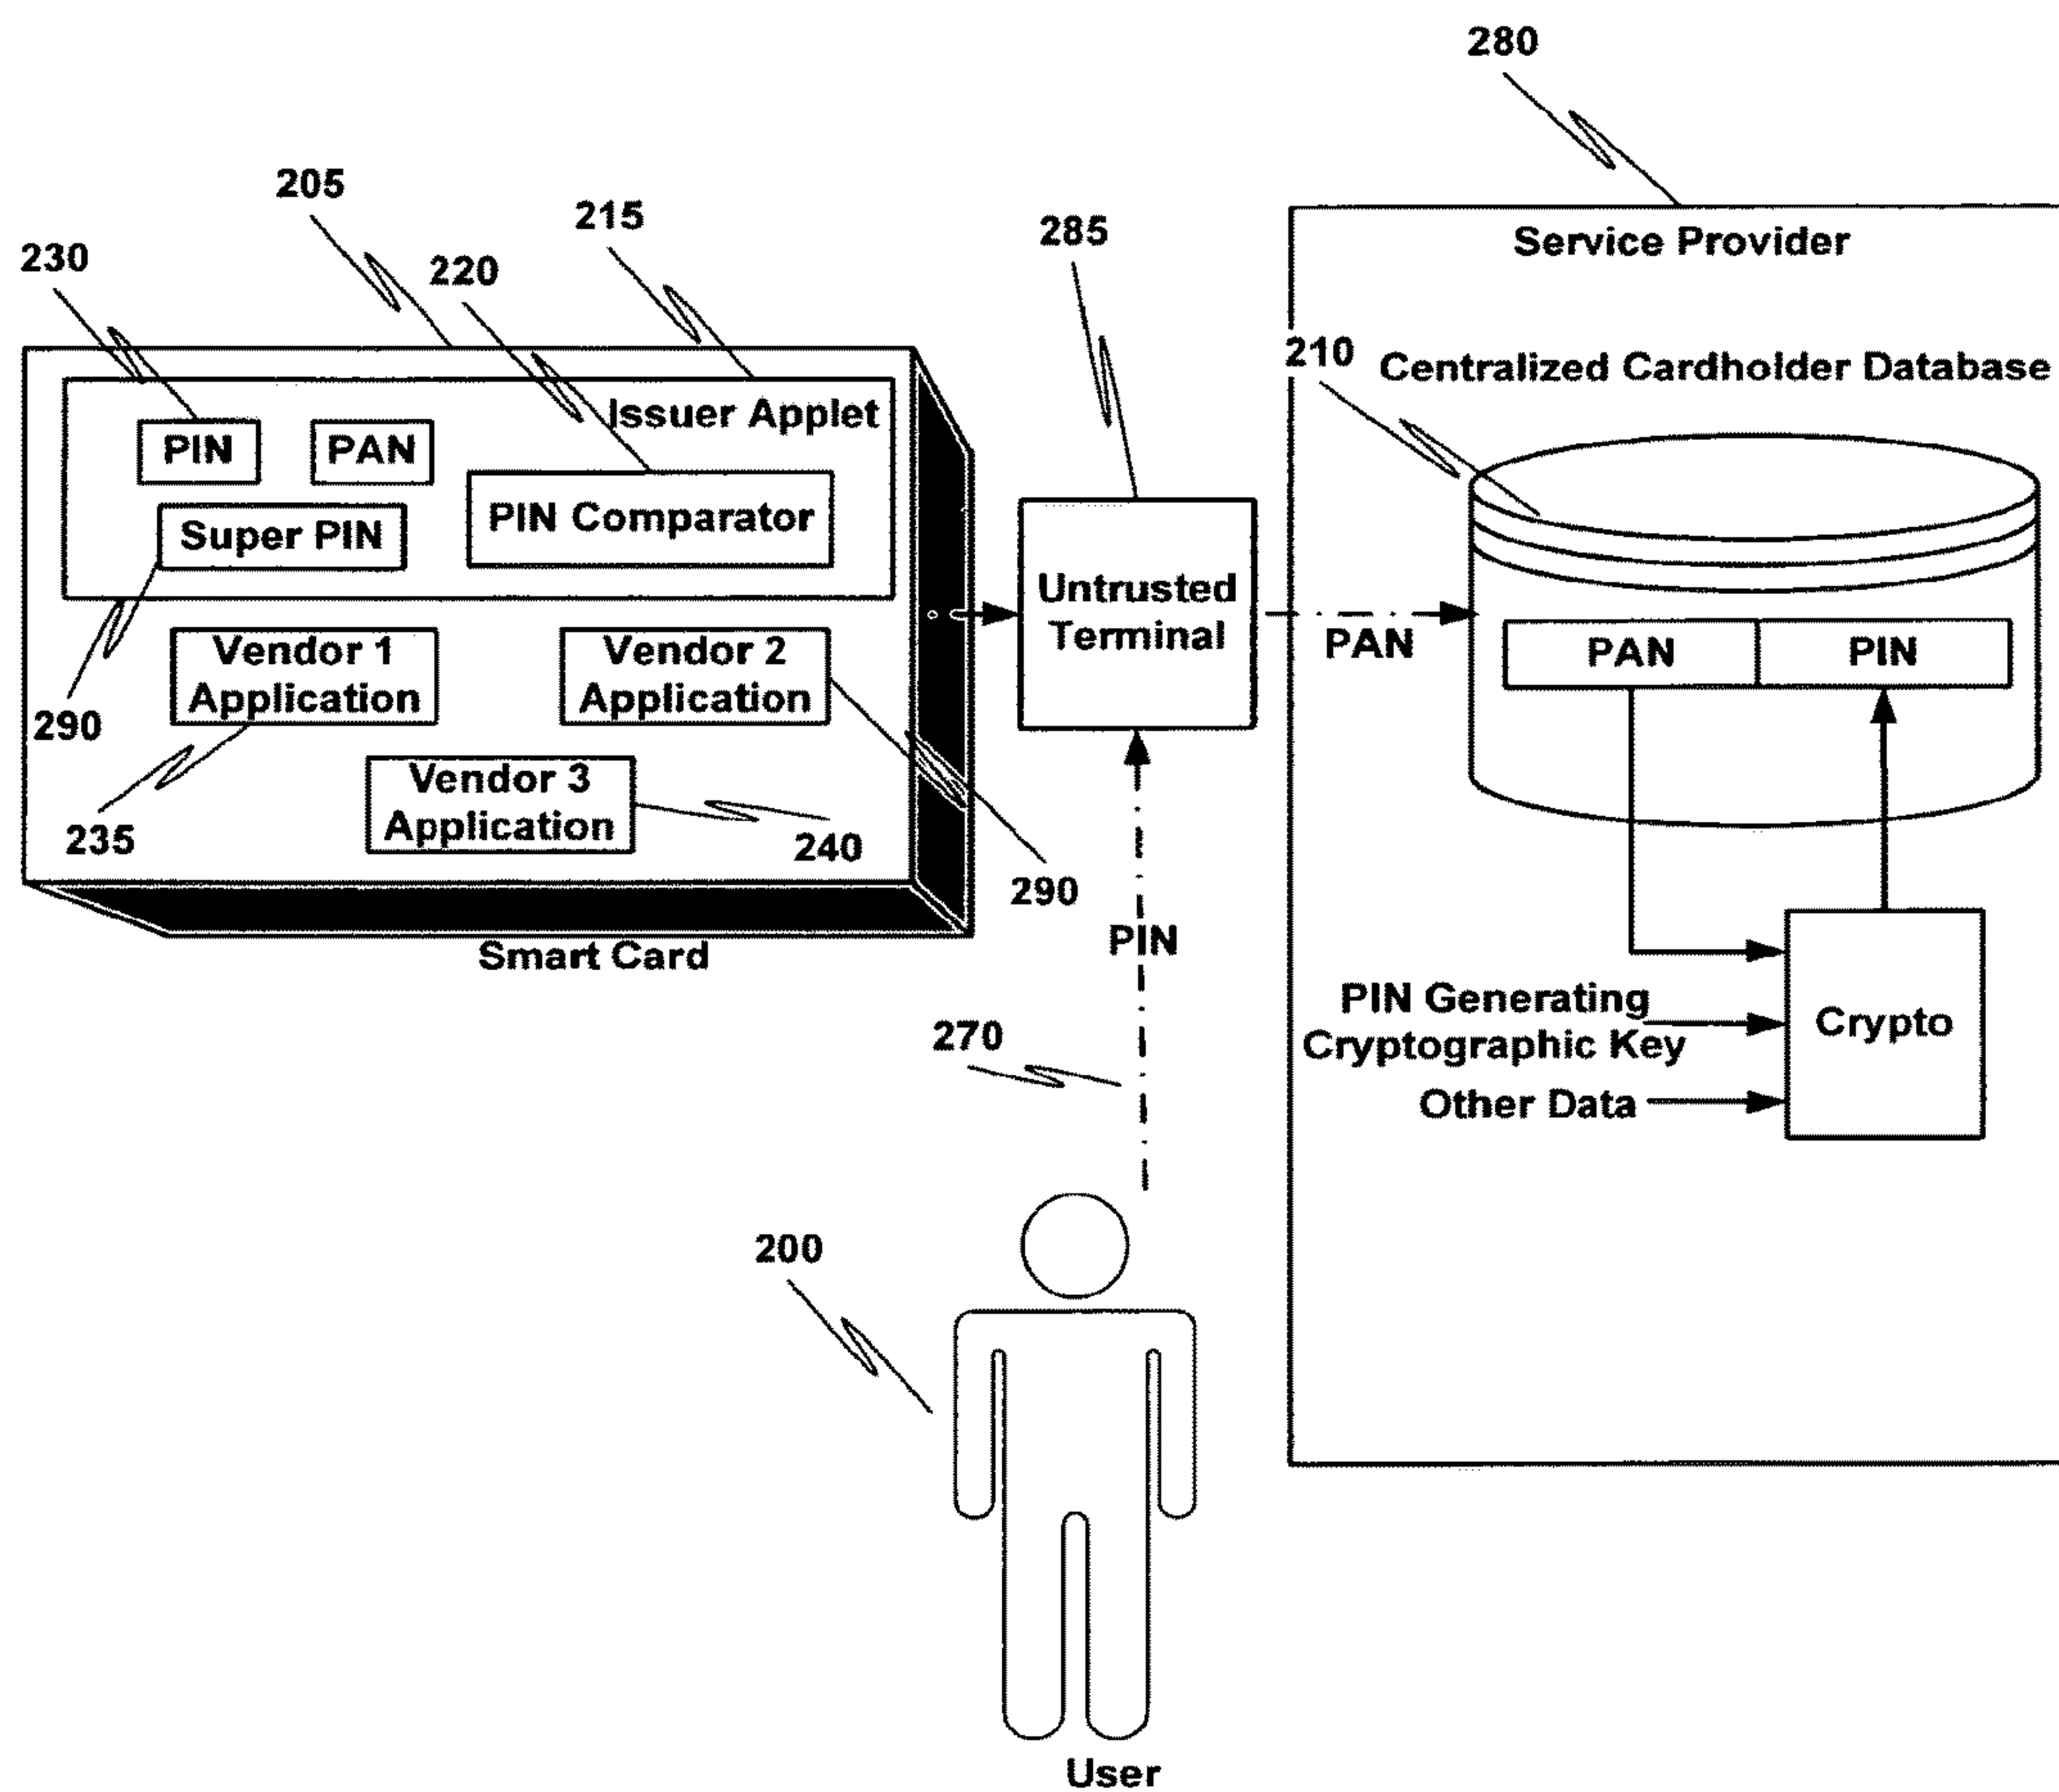 280
205
215
230
220
285
Service Provider
210
Centralized Cardholder Database
Issuer Applet
PIN
PAN
Super PIN
PIN Comparator
Untrusted
Terminal
PAN
PAN
PIN
Vendor 1
Application
Vendor 2
Application
290
Vendor 3
Application
235
240
290
Smart Card
PIN
PIN Generating
Cryptographic Key
Other Data
Crypto
270
200
User